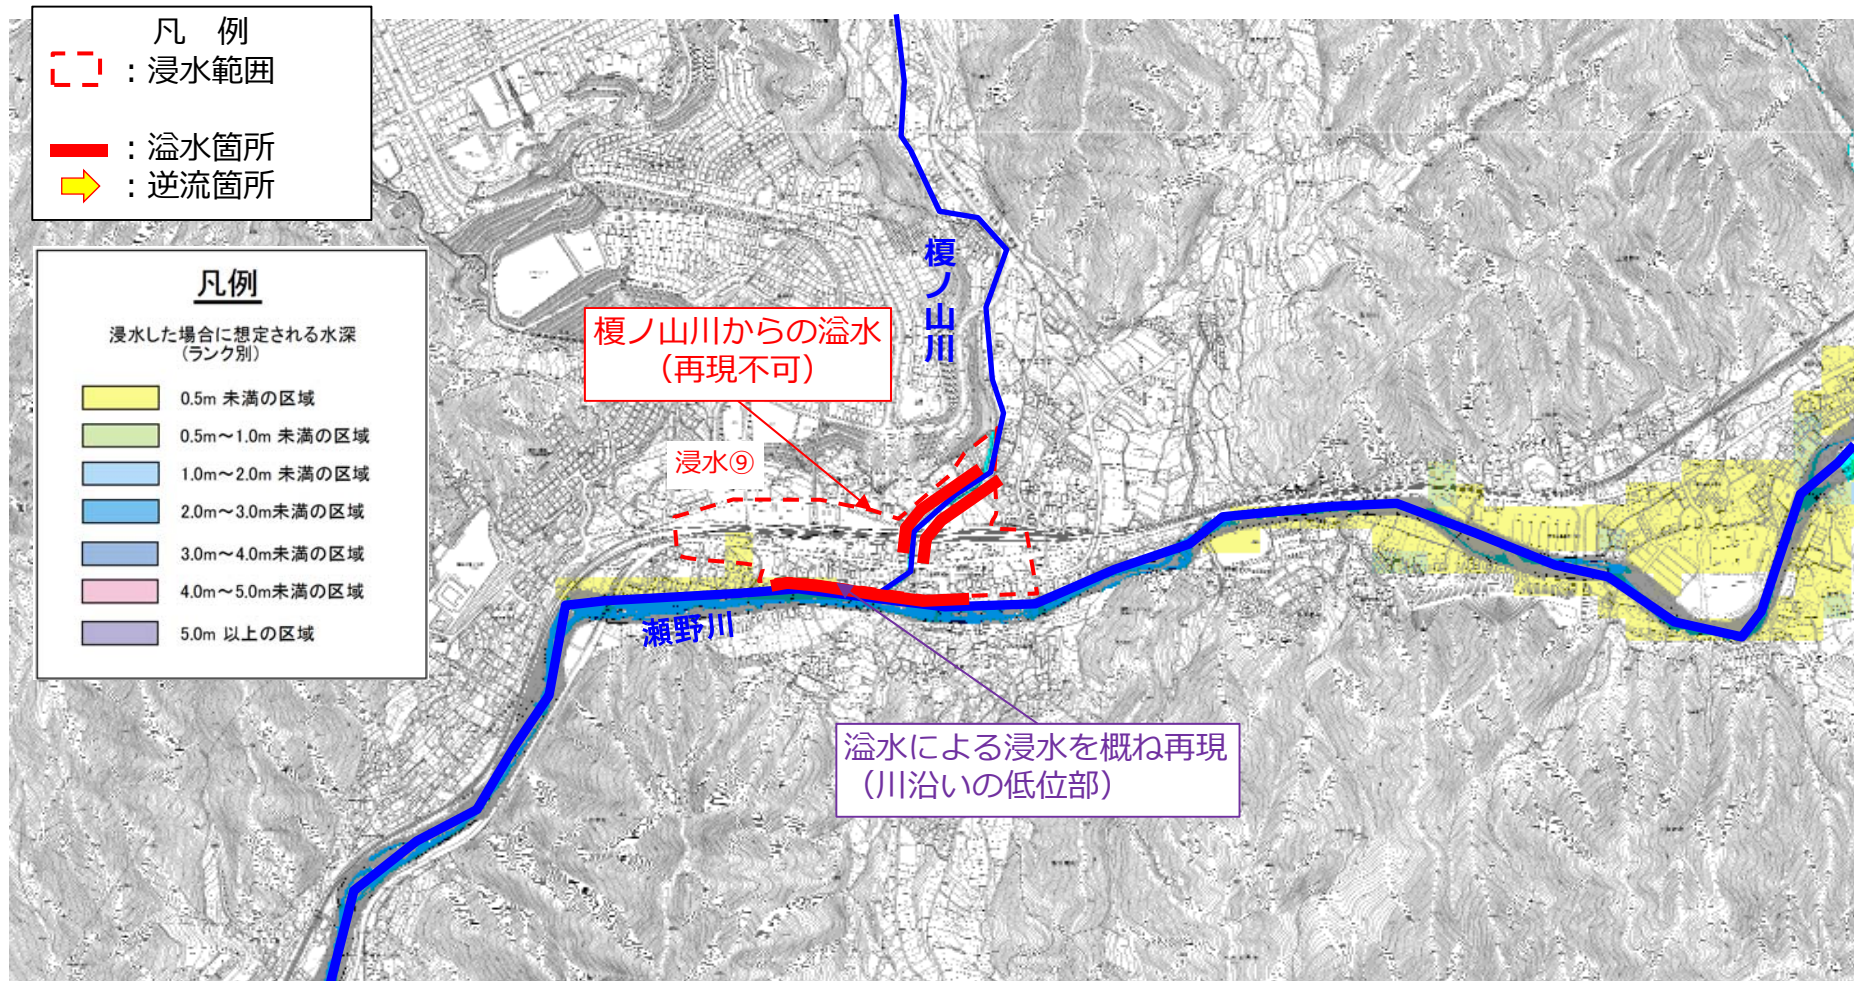 凡　例
：浸水範囲
：溢水箇所
：逆流箇所
凡例
浸水した場合に想定される水深
(ランク別)
0.5m 未満の区域
0.5m～1.0m 未満の区域
1.0m～2.0m 未満の区域
2.0m～3.0m未満の区域
3.0m～4.0m未満の区域
4.0m～5.0m未満の区域
5.0m 以上の区域
榎ノ山川
榎ノ山川からの溢水
（再現不可）
浸水⑨
瀬野川
溢水による浸水を概ね再現
（川沿いの低位部）